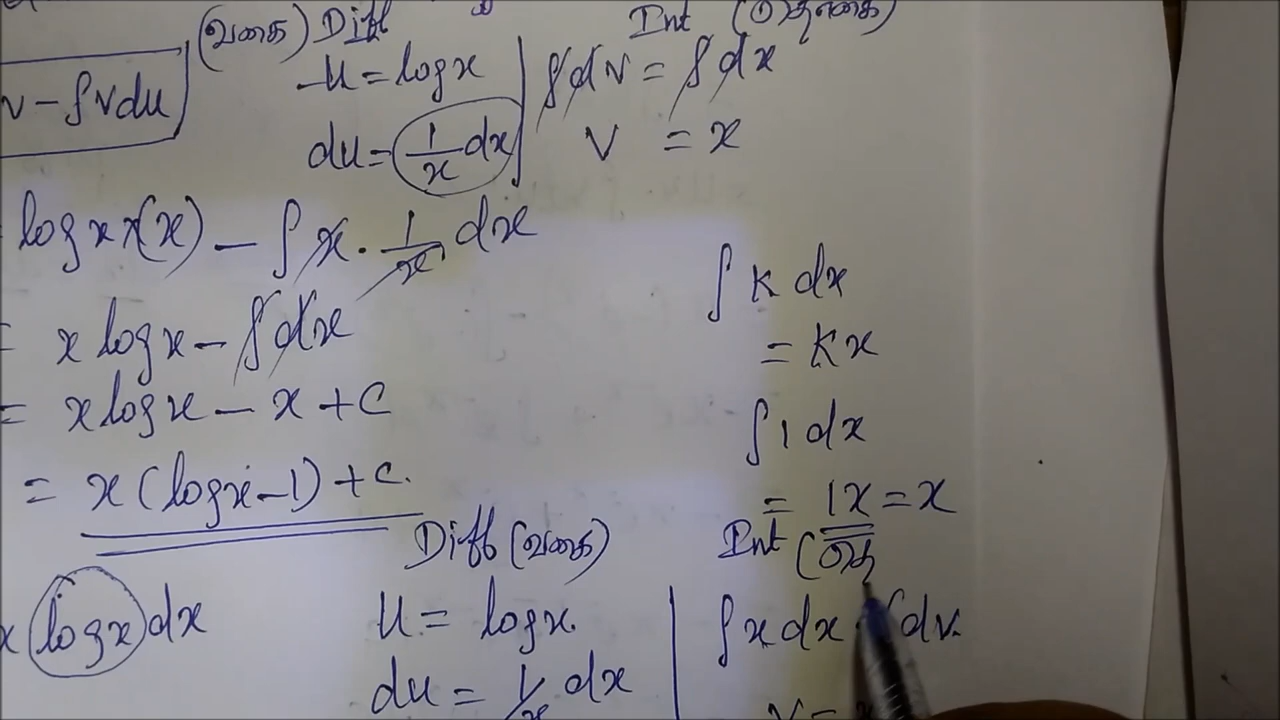 (வகை) Diff Int (தொகை)
v - ∫vdu u = log x | ∫dv = ∫dx
du = 1/x dx | v = x
log x x(x) - ∫x · 1/x dx
= x log x - ∫dx
= x log x - x + c
= x (log x - 1) + c.
∫ K dx
= Kx
∫ 1 dx
= 1x = x
Diff (வகை) Int (தொ
x (log x) dx u = log x. | ∫x dx ∫dv.
du = 1/x dx | v =